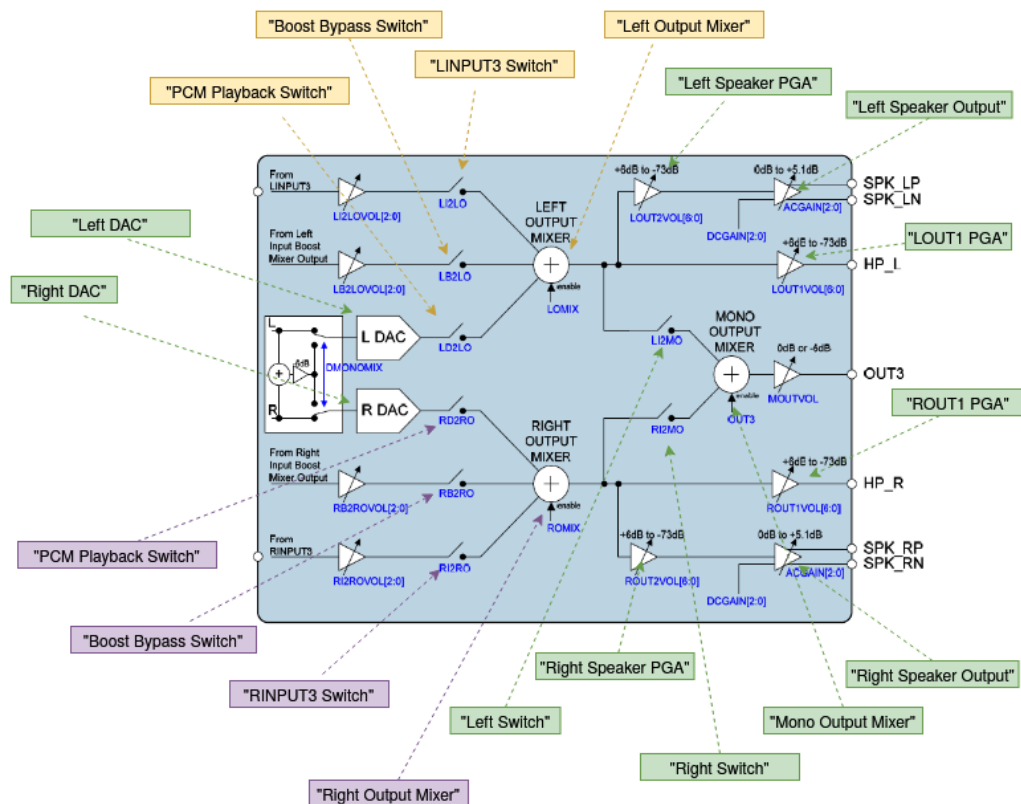 "Boost Bypass Switch"
"Left Output Mixer"
"LINPUT3 Switch"
"Left Speaker PGA"
"PCM Playback Switch"
"Left Speaker Output"
From
LINPUT3
LI2LOVOL[2:0]
LI2LO
+6dB to -73dB
LOUT2VOL[6:0]
0dB to +5.1dB
ACGAIN[2:0]
DCGAIN[2:0]
SPK_LP
SPK_LN
"Left DAC"
From Left
Input Boost
Mixer Output
LB2LOVOL[2:0]
LB2LO
LEFT
OUTPUT
MIXER
enable
LOMIX
+6dE to -73dB
LOUT1VOL[6:0]
HP_L
"LOUT1 PGA"
"Right DAC"
L
R
6dB
DMONOMIX
L DAC
LD2LO
R DAC
RD2RO
LI2MO
RI2MO
MONO
OUTPUT
MIXER
enable
OUT3
0dB or -6dB
MOUTVOL
OUT3
"ROUT1 PGA"
From Right
Input Boost
Mixer.Output
RB2ROVOL[2:0]
RB2RO
RIGHT
OUTPUT
MIXER
enable
ROMIX
+6dE to -73dB
ROUT1VOL[6:0]
HP_R
From
RINPUT3
RI2ROVOL[2:0]
RI2RO
+6dB to -73dB
ROUT2VOL[6:0]
0dB to +5.1dB
ACGAIN[2:0]
DCGAIN[2:0]
SPK_RP
SPK_RN
"PCM Playback Switch"
"Boost Bypass Switch"
"RINPUT3 Switch"
"Right Speaker PGA"
"Right Speaker Output"
"Left Switch"
"Mono Output Mixer"
"Right Switch"
"Right Output Mixer"